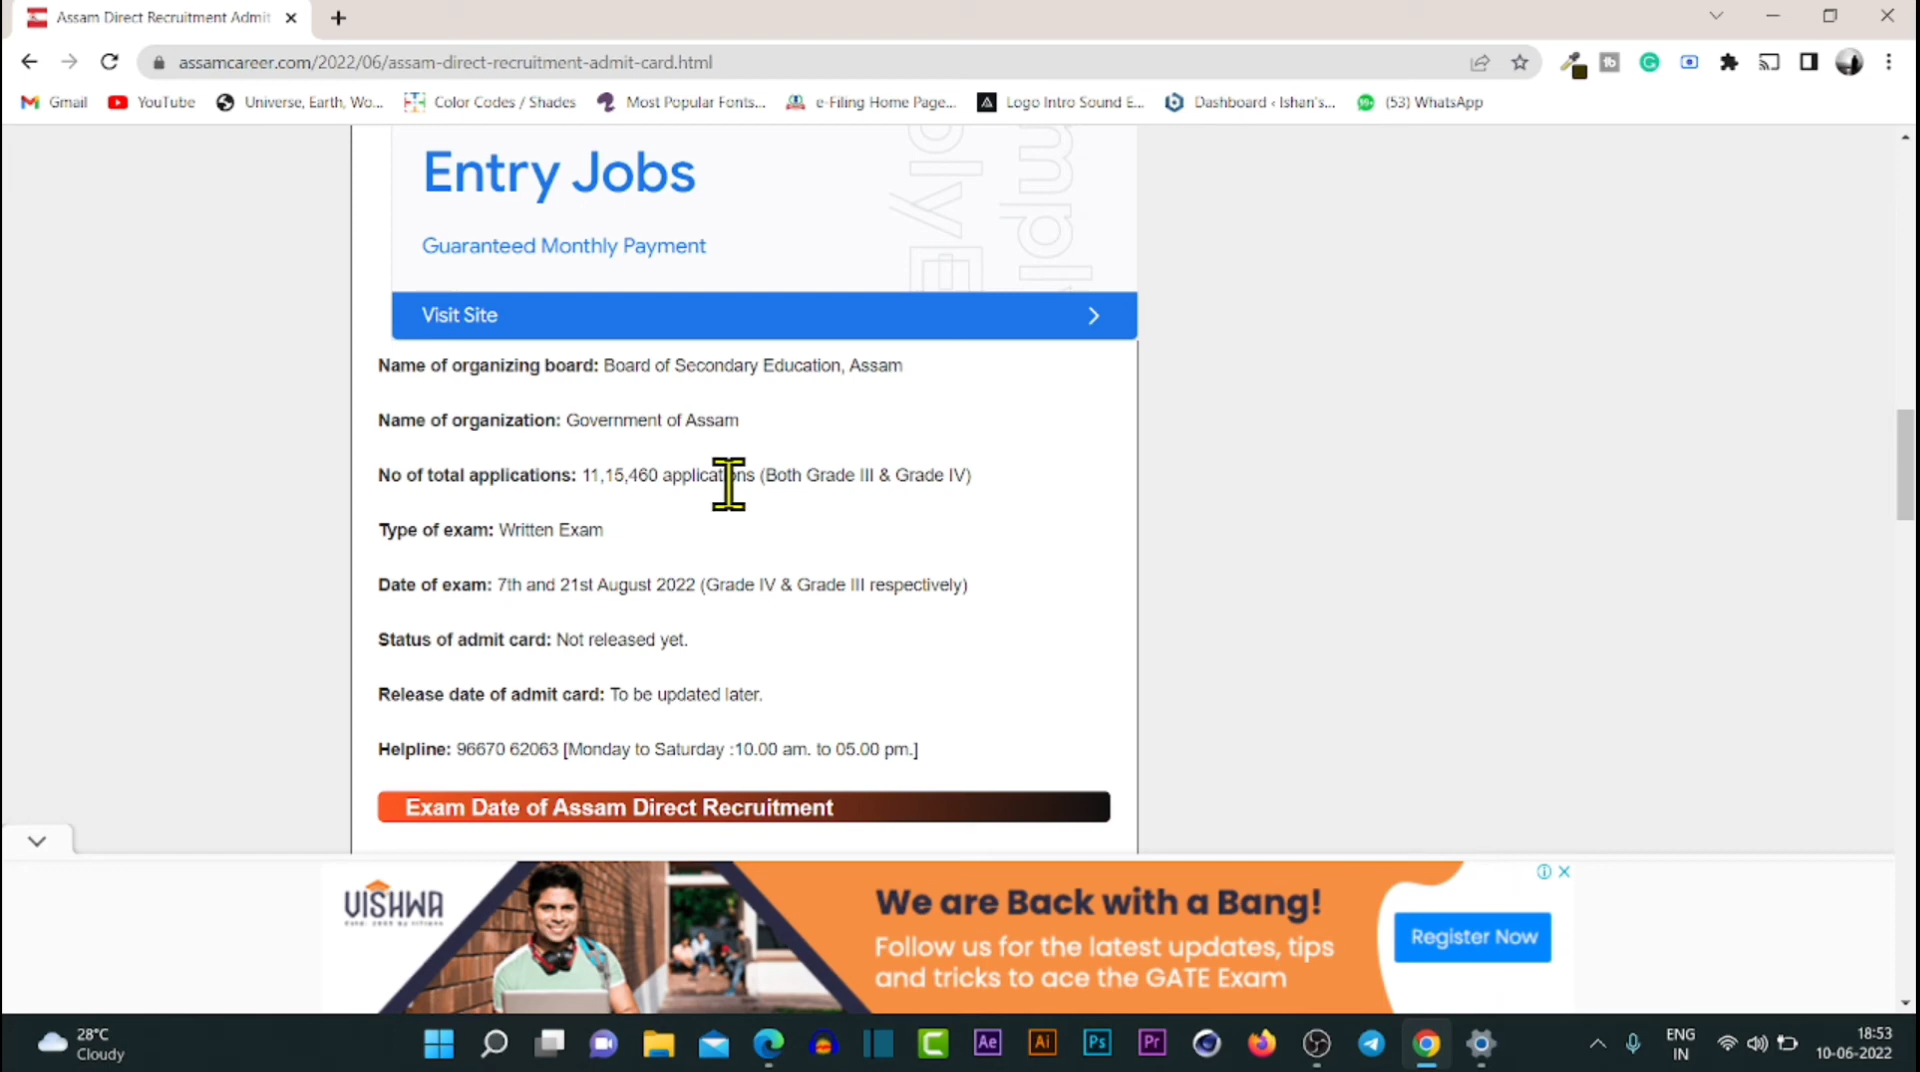 Assam Direct Recruitment Admit
assamcareer.com/2022/06/assam-direct-recruitment-admit-card.html
Gmail YouTube Universe, Earth, Wo... Color Codes / Shades Most Popular Fonts... e-Filing Home Page... Logo Intro Sound E... Dashboard ‹ Ishan's... (53) WhatsApp
Entry Jobs
Guaranteed Monthly Payment
Visit Site
Name of organizing board: Board of Secondary Education, Assam
Name of organization: Government of Assam
No of total applications: 11,15,460 applications (Both Grade III & Grade IV)
Type of exam: Written Exam
Date of exam: 7th and 21st August 2022 (Grade IV & Grade III respectively)
Status of admit card: Not released yet.
Release date of admit card: To be updated later.
Helpline: 96670 62063 [Monday to Saturday :10.00 am. to 05.00 pm.]
Exam Date of Assam Direct Recruitment
VISHWA
We are Back with a Bang!
Follow us for the latest updates, tips
and tricks to ace the GATE Exam
Register Now
28°C
Cloudy
Ae Ai Ps Pr
ENG
IN
18:53
10-06-2022